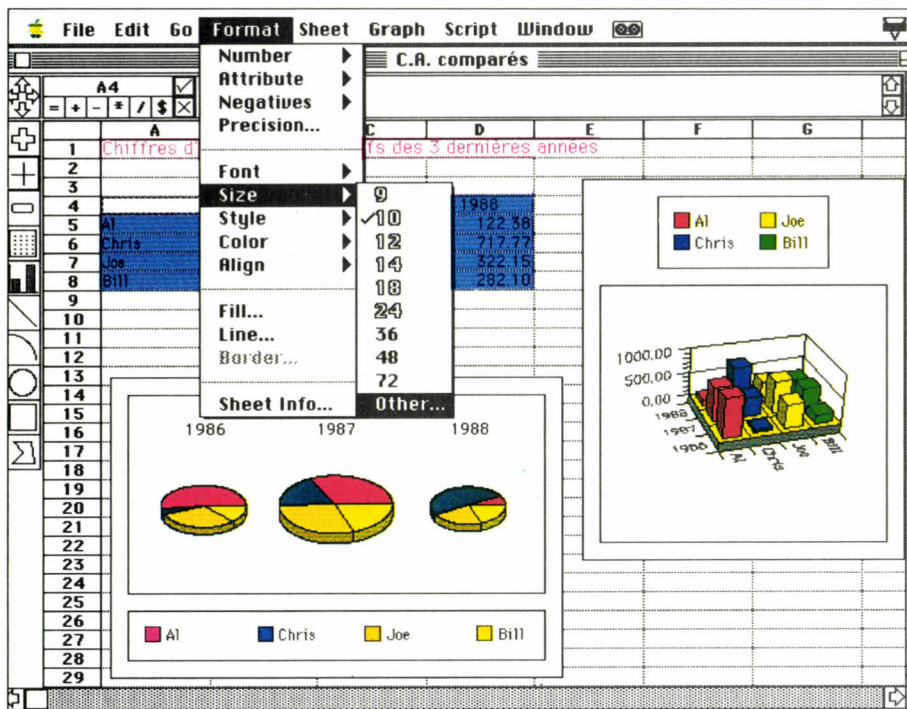 File Edit Go Format Sheet Graph Script Window
C.A. comparés
A4
= + - * / $
A C D E F G
Number
Attribute
Negatives
Precision...
Font
Size
Style
Color
Align
Fill...
Line...
Border...
Sheet Info...
9
10
12
14
18
24
36
48
72
Other...
1 Chiffres d' fs des 3 dernières années
2
3
4 1988
5 Al 122.38
6 Chris 717.77
7 Joe 322.15
8 Bill 282.10
9
10
11
12
13
14
15
16
17
18
19
20
21
22
23
24
25
26
27
28
29
Al Joe
Chris Bill
1000.00
500.00
0.00
1988
1987
1986
Al Chris Joe Bill
1986 1987 1988
Al Chris Joe Bill